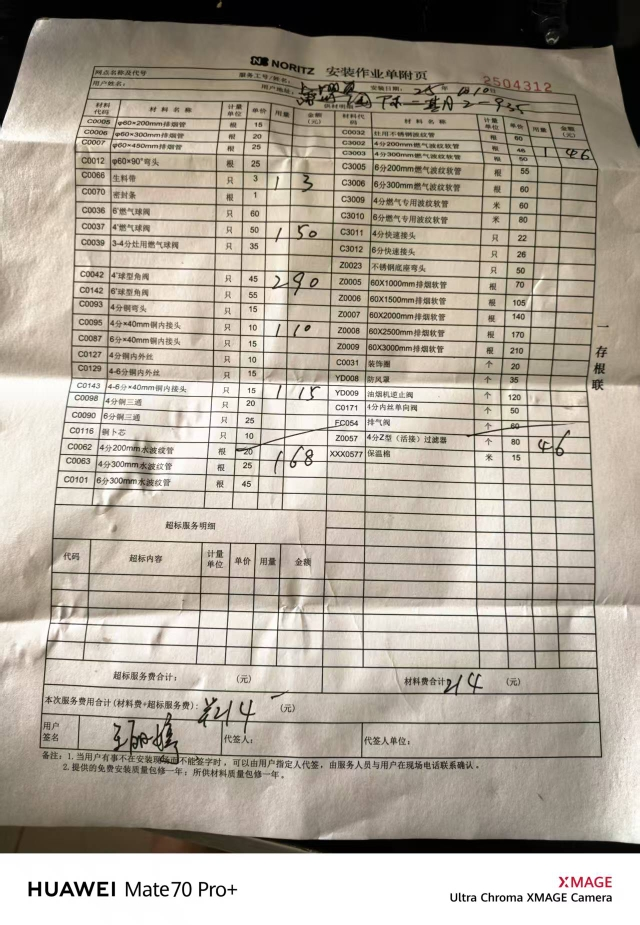 NORITZ 安装作业单附页
2504312
网点名称及代号 服务工号/姓名: 安装日期: 25年
用户姓名: 用户地址:
材料代码 材料名称 计量单位 单价 用量 金额(元) 材料代码 材料名称 计量单位 单价 用量 金额(元)
C0005 φ60×200mm排烟管 根 15
C0006 φ60×300mm排烟管 根 20
C0007 φ60×450mm排烟管 根 25
C0012 φ60×90°弯头 根 25
C0066 生料带 只 3 1 3
C0070 密封条 根 1
C0036 6'燃气球阀 只 60
C0037 4'燃气球阀 只 50 1 50
C0039 3-4分灶用燃气球阀 只 35
C0042 4'球型角阀 只 45 2 90
C0142 6'球型角阀 只 55
C0093 4分铜弯头 只 15
C0095 4分×40mm铜内接头 只 10 1 10
C0087 6分×40mm铜内接头 只 15
C0127 4分铜内外丝 只 10
C0129 4-6分铜内外丝 只 15
C0143 4-6分×40mm铜内接头 只 15 1 15
C0098 4分铜三通 只 20
C0090 6分铜三通 只 25
C0116 铜卜芯 只 10
C0062 4分200mm水波纹管 根 20 168
C0063 4分300mm水波纹管 根 25
C0101 6分300mm水波纹管 根 45
C0032 灶用不锈钢波纹管 根 60
C3002 4分200mm燃气波纹软管 根 46 1 46
C3003 4分300mm燃气波纹软管 根 50
C3005 6分200mm燃气波纹软管 根 55
C3006 6分300mm燃气波纹软管 根 60
C3009 4分燃气专用波纹软管 米 60
C3010 6分燃气专用波纹软管 米 80
C3011 4分快速接头 只 22
C3012 6分快速接头 只 26
Z0023 不锈钢底座弯头 只 50
Z0005 60X1000mm排烟软管 根 70
Z0006 60X1500mm排烟软管 根 105
Z0007 60X2000mm排烟软管 根 140
Z0008 60X2500mm排烟软管 根 170
Z0009 60X3000mm排烟软管 根 210
C0031 装饰圈 个 20
YD008 防风罩 个 35
YD009 油烟机逆止阀 个 120
C0171 4分内丝单向阀 个 50
FC054 排气阀 个 60
Z0057 4分Z型(活接)过滤器 个 80 46
XXX0577 保温棉 米 15
一存根联
超标服务明细
代码 超标内容 计量单位 单价 用量 金额
超标服务费合计: (元) 材料费合计 214 (元)
本次服务费用合计(材料费+超标服务费): 214 (元)
用户签名 代签人: 代签人单位:
备注: 1.当用户有事不在安装现场而不能签字时,可以由用户指定人代签,由服务人员与用户在现场电话联系确认。
2.提供的免费安装质量包修一年;所供材料质量包修一年。
HUAWEI Mate70 Pro+
XMAGE
Ultra Chroma XMAGE Camera